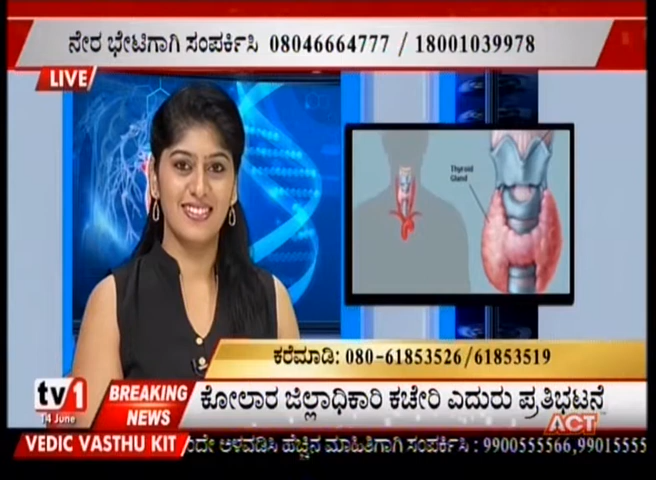 ನೇರ ಭೇಟಿಗಾಗಿ ಸಂಪರ್ಕಿಸಿ 08046664777 / 18001039978
LIVE
Thyroid
Gland
ಕರೆಮಾಡಿ: 080-61853526/61853519
tv1
14 June
BREAKING
NEWS
ಕೋಲಾರ ಜಿಲ್ಲಾಧಿಕಾರಿ ಕಚೇರಿ ಎದುರು ಪ್ರತಿಭಟನೆ
ACT
VEDIC VASTHU KIT
ಅಳವಡಿಸಿ ಹೆಚ್ಚಿನ ಮಾಹಿತಿಗಾಗಿ ಸಂಪರ್ಕಿಸಿ : 9900555566,99015555